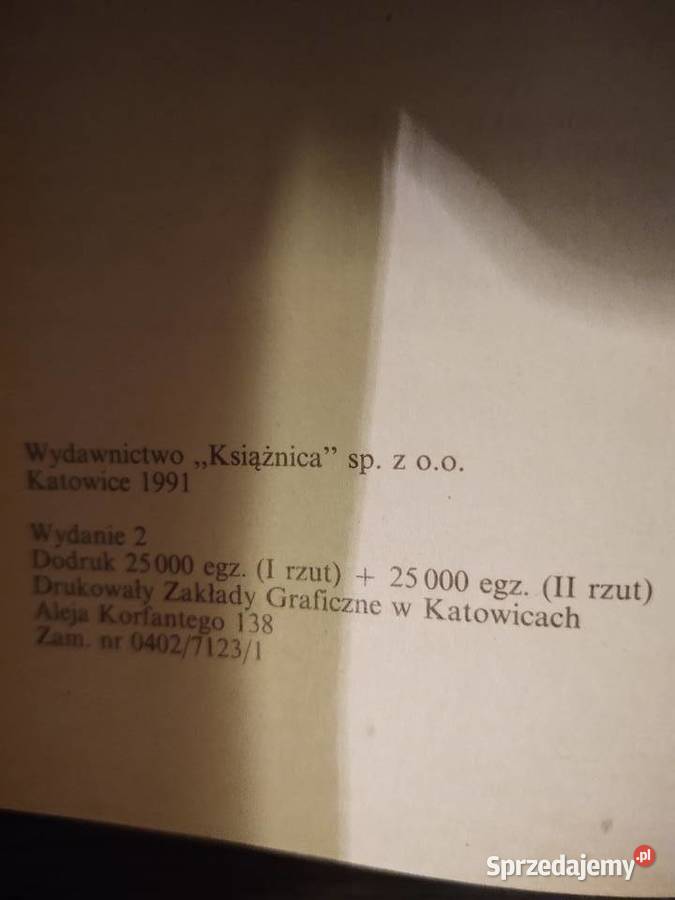 Wydawnictwo „Książnica” sp. z o.o.
Katowice 1991
Wydanie 2
Dodruk 25 000 egz. (I rzut) + 25 000 egz. (II rzut)
Drukowały Zakłady Graficzne w Katowicach
Aleja Korfantego 138
Zam. nr 0402/7123/1
Sprzedajemy.pl